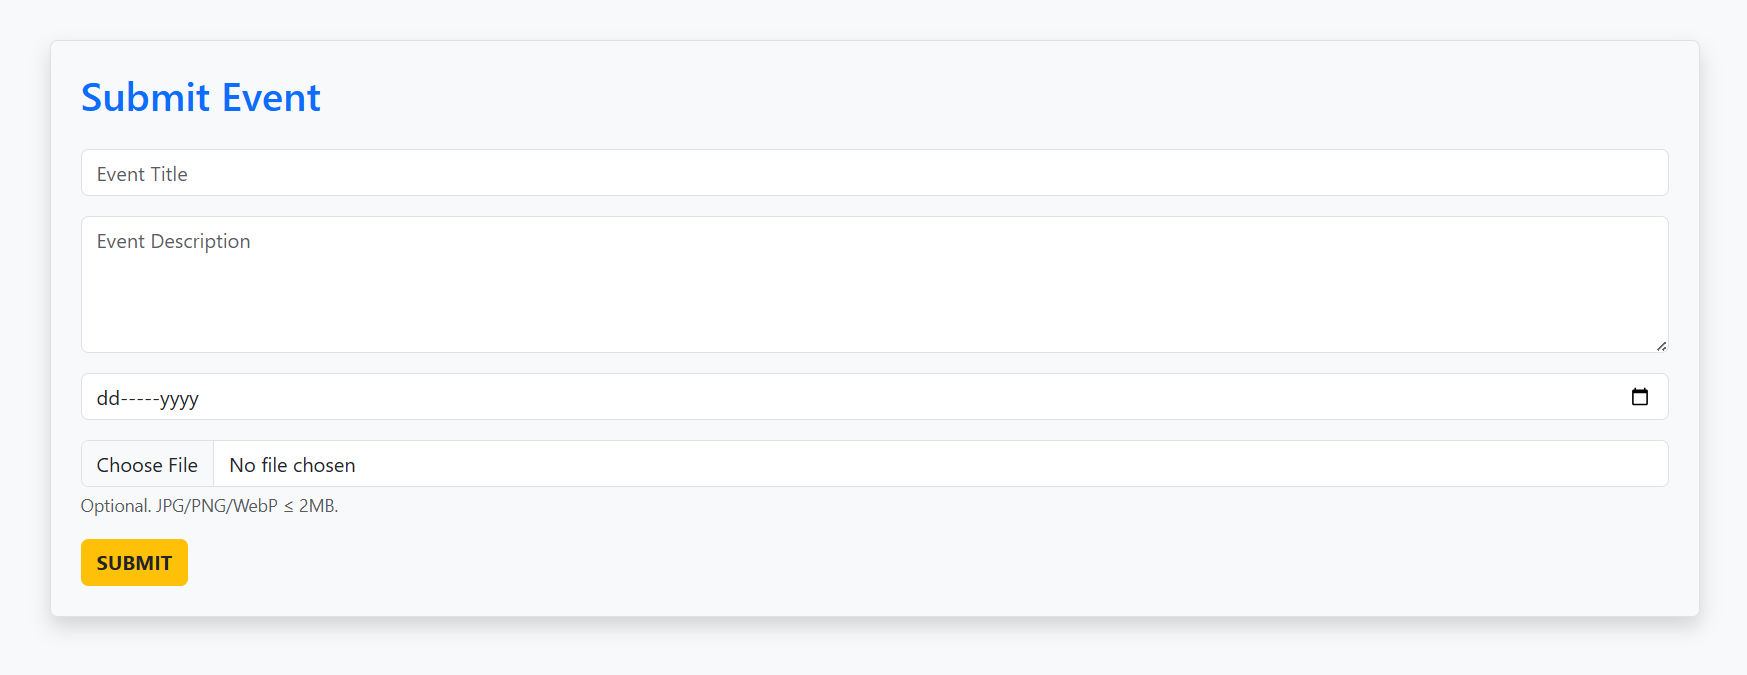 Submit Event
Event Title
Event Description
dd-----yyyy
Choose File No file chosen
Optional. JPG/PNG/WebP ≤ 2MB.
SUBMIT